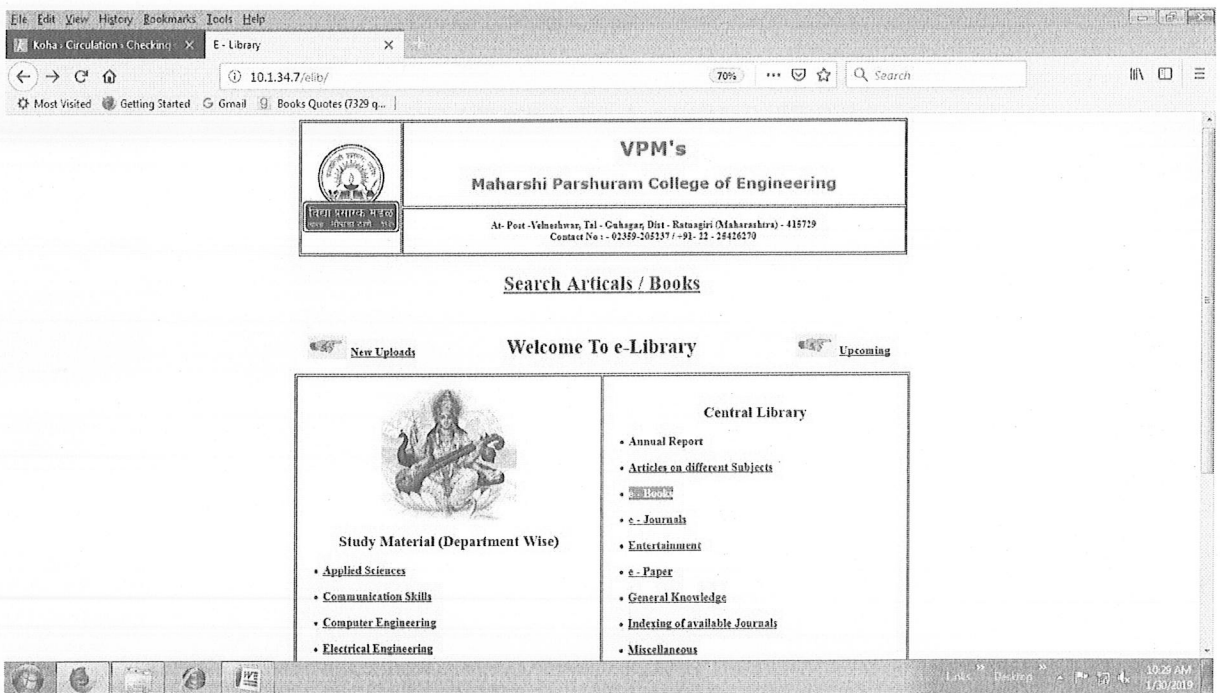 File Edit View History Bookmarks Tools Help
Koha › Circulation › Checking
E - Library
10.1.34.7/elib/
70%
Search
Most Visited Getting Started Gmail Books Quotes (7329 q...
VPM's
Maharshi Parshuram College of Engineering
विद्या प्रसारक मंडळ
At- Post -Velneshwar, Tal - Guhagar, Dist - Ratnagiri (Maharashtra) - 415729
Contact No : - 02359-205237 / +91- 22 - 25426270
Search Articals / Books
New Uploads
Welcome To e-Library
Upcoming
Study Material (Department Wise)
• Applied Sciences
• Communication Skills
• Computer Engineering
• Electrical Engineering
Central Library
• Annual Report
• Articles on different Subjects
• e - Books
• e - Journals
• Entertainment
• e - Paper
• General Knowledge
• Indexing of available Journals
• Miscellaneous
Links Desktop
10:29 AM
1/30/2019